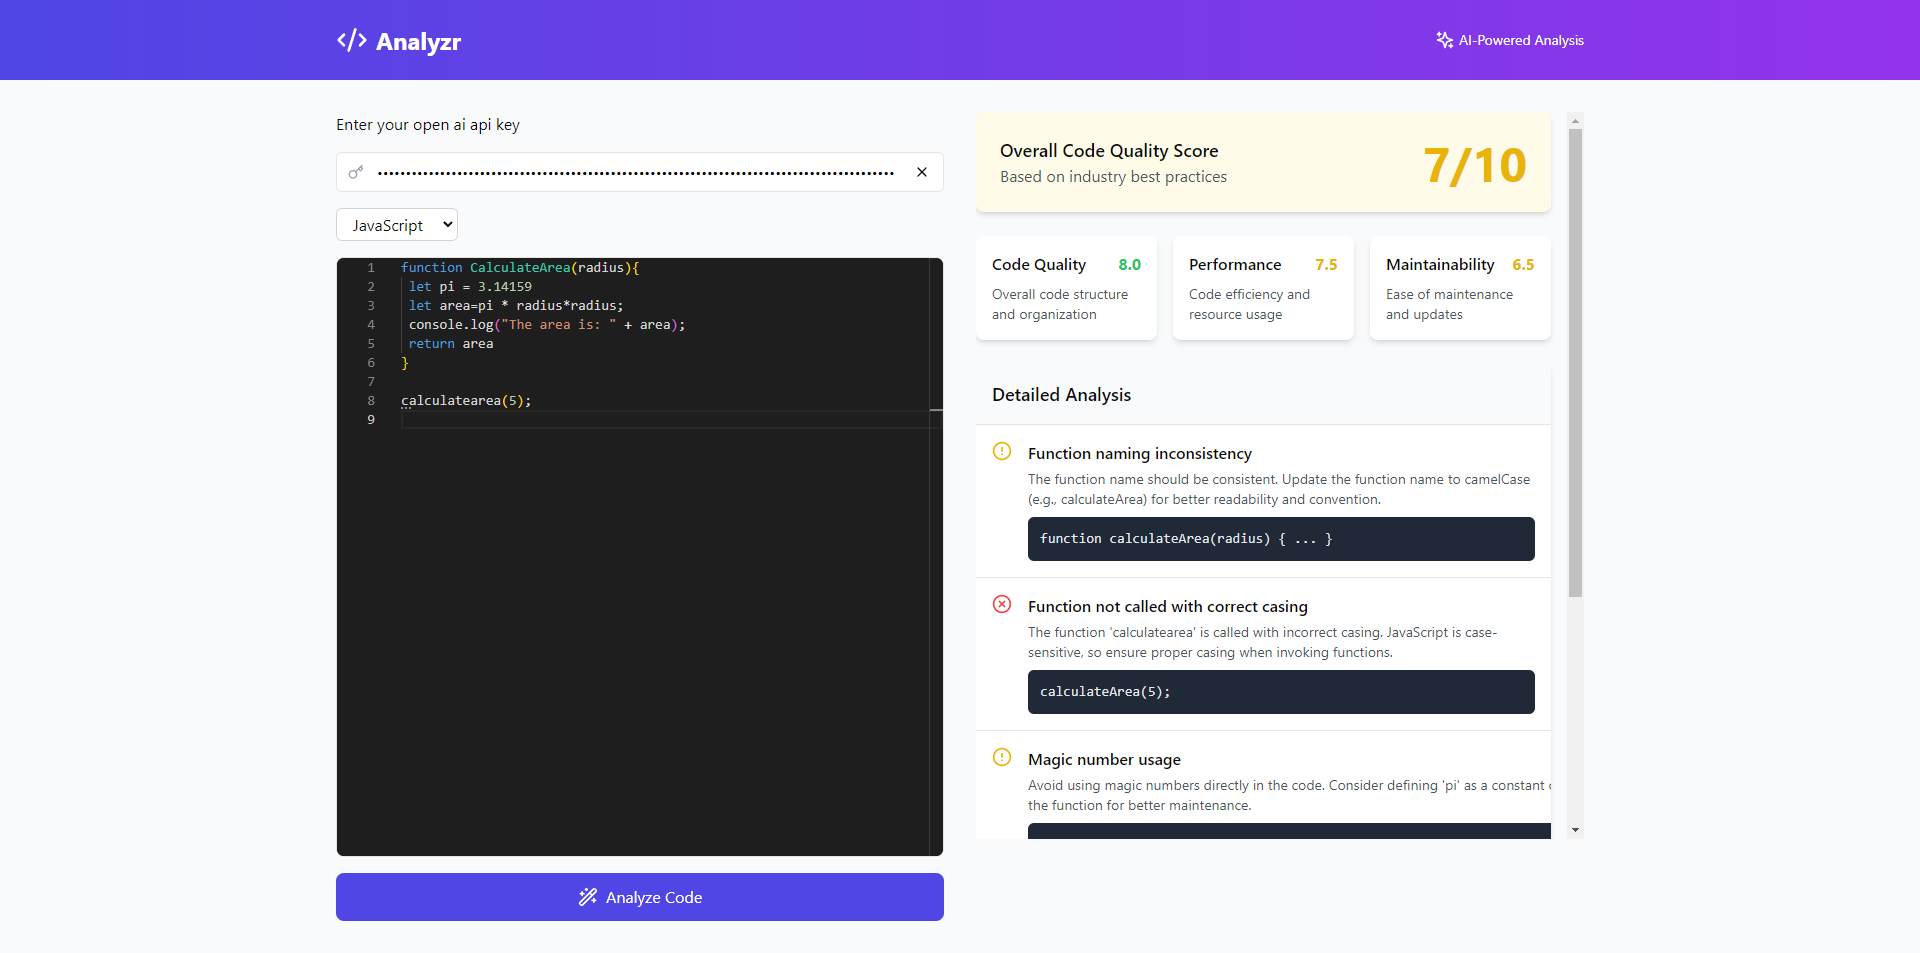 </> Analyzr
AI-Powered Analysis
Enter your open ai api key
JavaScript
1 function CalculateArea(radius){
2 let pi = 3.14159
3 let area=pi * radius*radius;
4 console.log("The area is: " + area);
5 return area
6 }
7
8 calculatearea(5);
9
Analyze Code
Overall Code Quality Score
Based on industry best practices
7/10
Code Quality 8.0
Overall code structure
and organization
Performance 7.5
Code efficiency and
resource usage
Maintainability 6.5
Ease of maintenance
and updates
Detailed Analysis
Function naming inconsistency
The function name should be consistent. Update the function name to camelCase
(e.g., calculateArea) for better readability and convention.
function calculateArea(radius) { ... }
Function not called with correct casing
The function 'calculatearea' is called with incorrect casing. JavaScript is case-
sensitive, so ensure proper casing when invoking functions.
calculateArea(5);
Magic number usage
Avoid using magic numbers directly in the code. Consider defining 'pi' as a constant
the function for better maintenance.